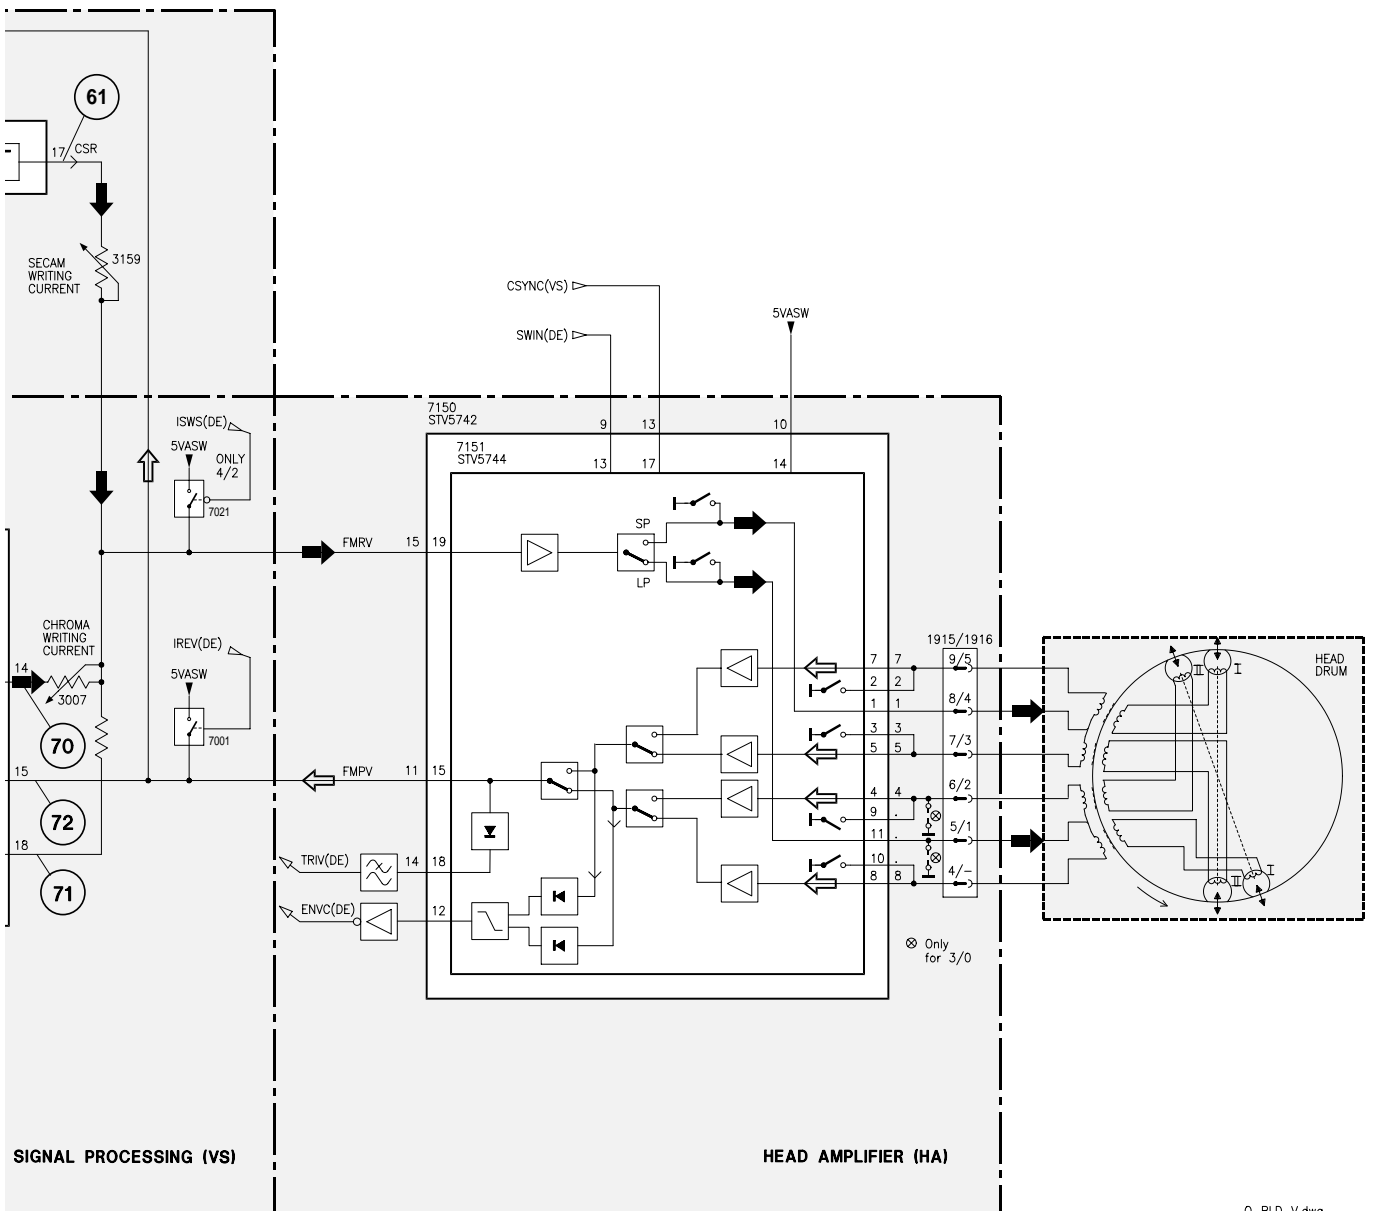 61
17 CSR
3159
SECAM
WRITING
CURRENT
CSYNC(VS)
5VASW
SWIN(DE)
7150
STV5742
9 13 10
7151
STV5744
13 17 14
ISWS(DE)
5VASW
ONLY
4/2
7021
SP
FMRV 15 19
LP
CHROMA
WRITING
CURRENT
IREV(DE)
1915/1916
14
5VASW
3007
7001
70
HEAD
DRUM
II I
7 7 9/5
2 2
1 1 8/4
3 3
5 5 7/3
15
FMPV 11 15
72
4 4 6/2
9 .
11 . 5/1
18
TRIV(DE) 14 18
10 . 4/-
8 8
II I
71
ENVC(DE) 12
Only
for 3/0
SIGNAL PROCESSING (VS)
HEAD AMPLIFIER (HA)